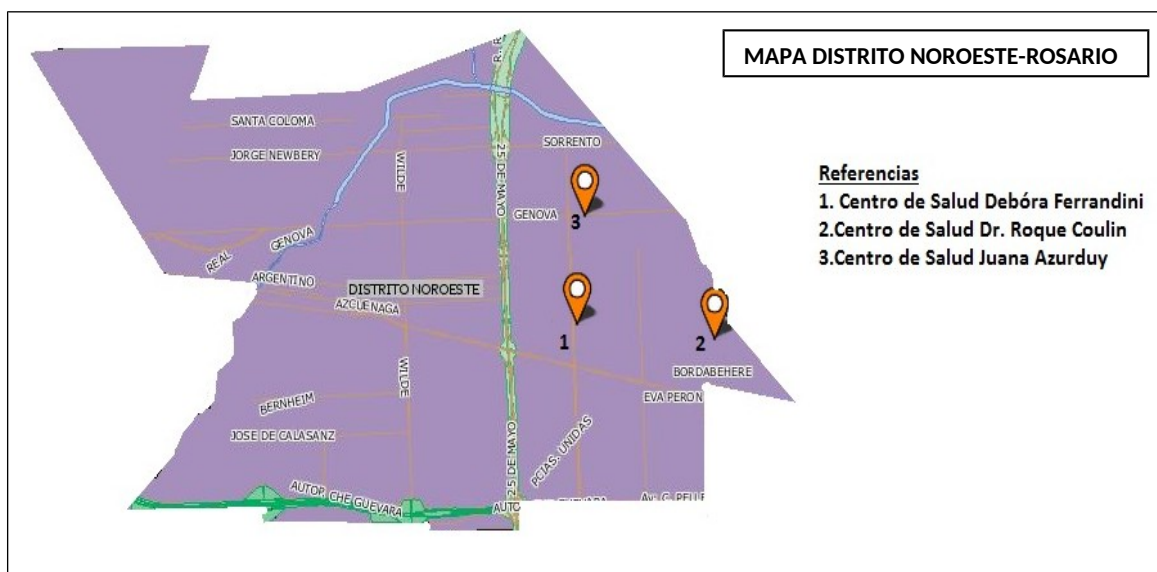 MAPA DISTRITO NOROESTE-ROSARIO
R. R
SANTA COLOMA
JORGE NEWBERY
WILDE
25 DE MAYO
SORRENTO
GENOVA
3
GENOVA
REAL
ARGENTINO
DISTRITO NOROESTE
AZCUENAGA
1
2
BORDABEHERE
EVA PERON
WILDE
BERNHEIM
JOSE DE CALASANZ
25 DE MAYO
PCIAS. UNIDAS
AUTOP. CHE GUEVARA
AUTO
AV. C. PELLE
Referencias
1. Centro de Salud Debóra Ferrandini
2.Centro de Salud Dr. Roque Coulin
3.Centro de Salud Juana Azurduy